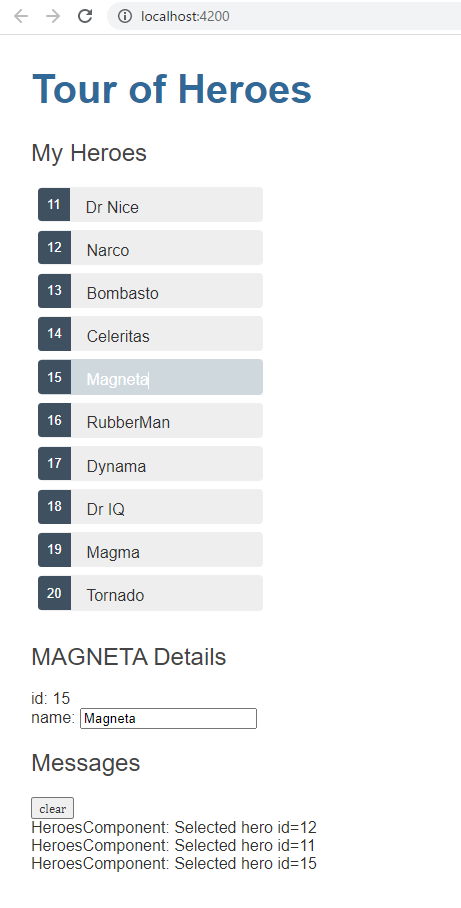 localhost:4200
Tour of Heroes
My Heroes
11 Dr Nice
12 Narco
13 Bombasto
14 Celeritas
15 Magneta
16 RubberMan
17 Dynama
18 Dr IQ
19 Magma
20 Tornado
MAGNETA Details
id: 15
name: Magneta
Messages
clear
HeroesComponent: Selected hero id=12
HeroesComponent: Selected hero id=11
HeroesComponent: Selected hero id=15